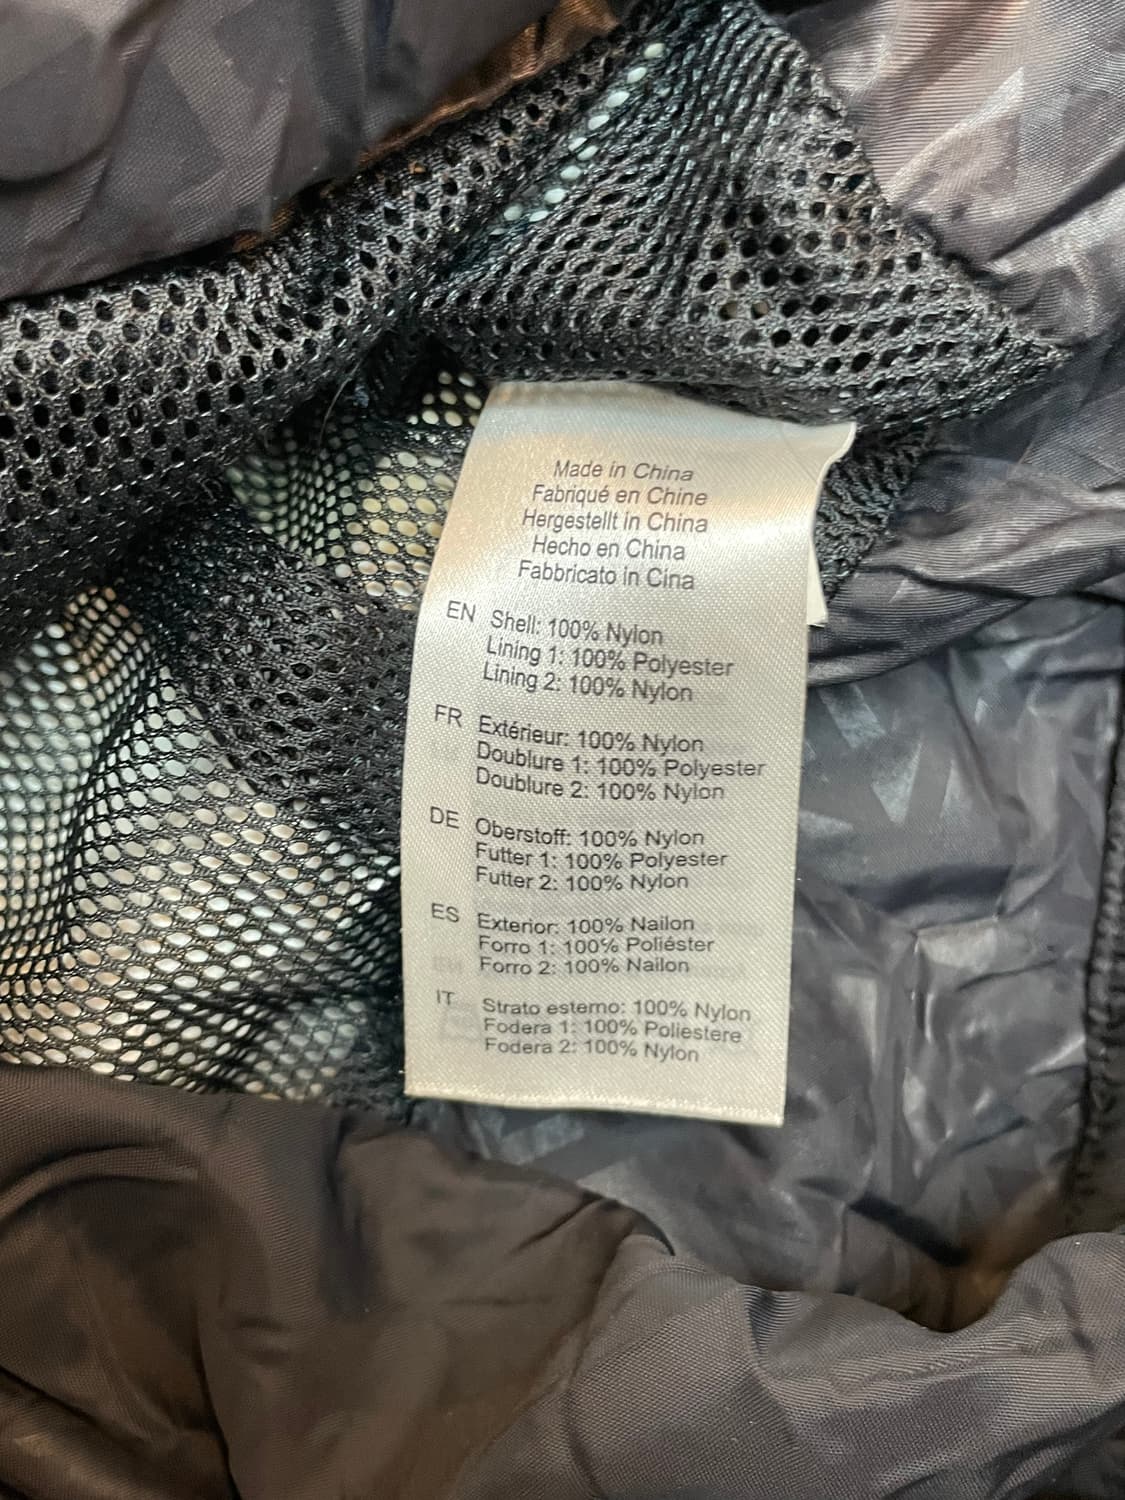 Made in China
Fabriqué en Chine
Hergestellt in China
Hecho en China
Fabbricato in Cina
EN Shell: 100% Nylon
Lining 1: 100% Polyester
Lining 2: 100% Nylon
FR Extérieur: 100% Nylon
Doublure 1: 100% Polyester
Doublure 2: 100% Nylon
DE Oberstoff: 100% Nylon
Futter 1: 100% Polyester
Futter 2: 100% Nylon
ES Exterior: 100% Nailon
Forro 1: 100% Poliéster
Forro 2: 100% Nailon
IT Strato esterno: 100% Nylon
Fodera 1: 100% Poliestere
Fodera 2: 100% Nylon